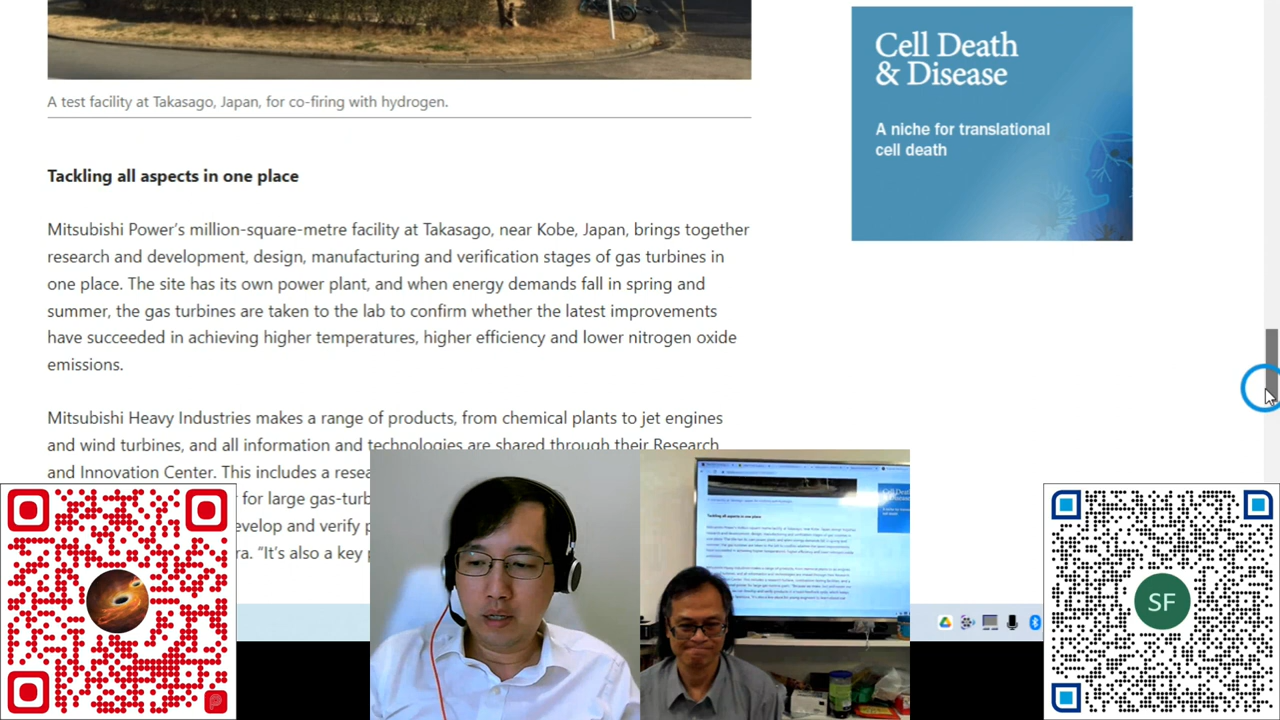 A test facility at Takasago, Japan, for co-firing with hydrogen.
Tackling all aspects in one place
Mitsubishi Power’s million-square-metre facility at Takasago, near Kobe, Japan, brings together
research and development, design, manufacturing and verification stages of gas turbines in
one place. The site has its own power plant, and when energy demands fall in spring and
summer, the gas turbines are taken to the lab to confirm whether the latest improvements
have succeeded in achieving higher temperatures, higher efficiency and lower nitrogen oxide
emissions.
Mitsubishi Heavy Industries makes a range of products, from chemical plants to jet engines
and wind turbines, and all information and technologies are shared through their Research
and Innovation Center. This includes a resea
for large gas-turb
evelop and verify p
ra. “It’s also a key p
Cell Death
& Disease
A niche for translational
cell death
SF
Tackling all aspects in one place